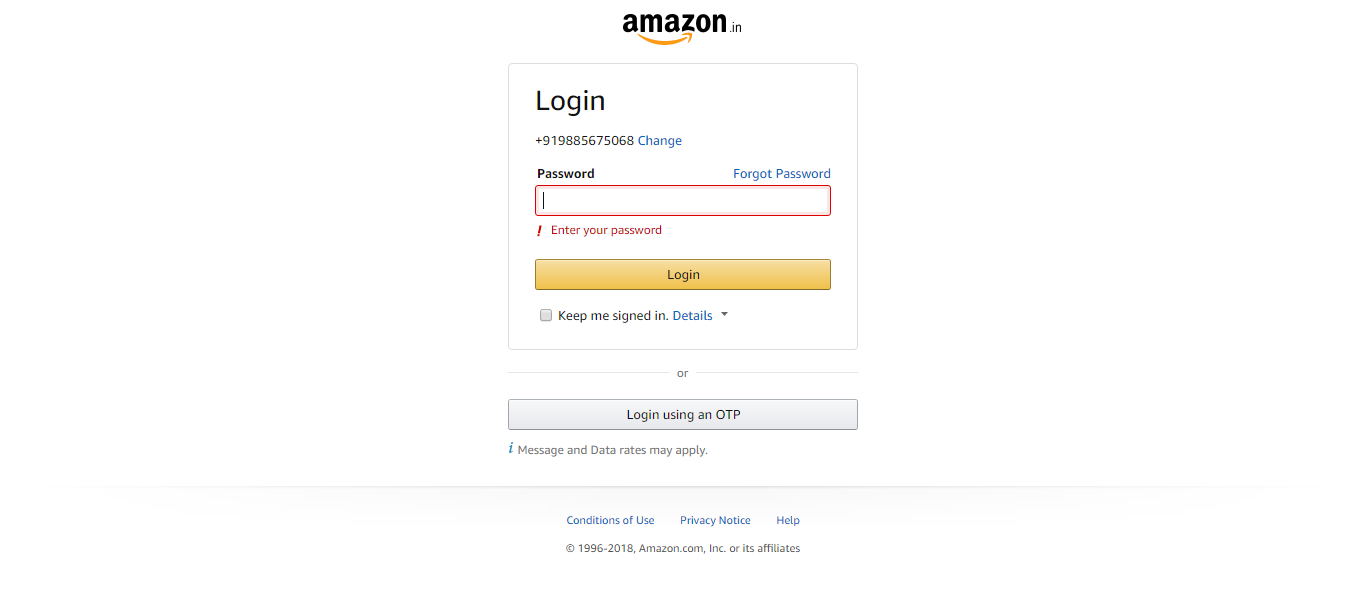 amazon.in
Login
+919885675068 Change
Password Forgot Password
! Enter your password
Login
Keep me signed in. Details
or
Login using an OTP
i Message and Data rates may apply.
Conditions of Use Privacy Notice Help
© 1996-2018, Amazon.com, Inc. or its affiliates